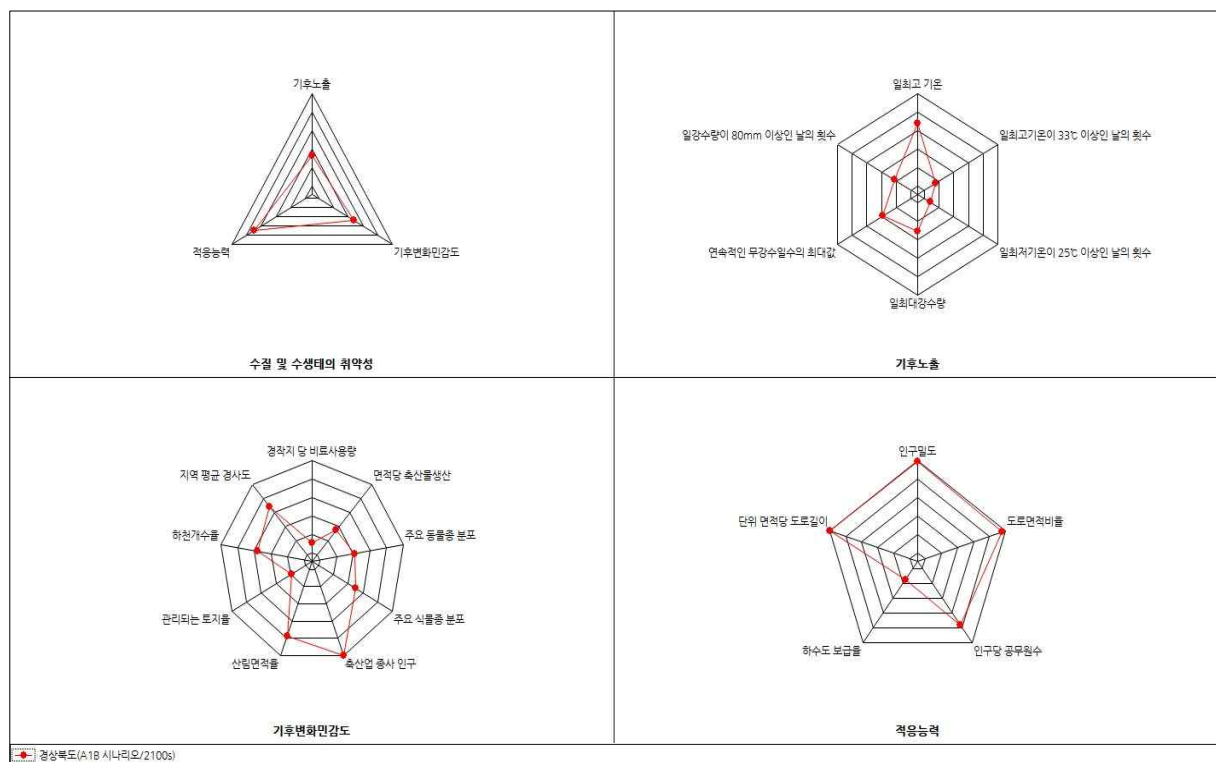 기후노출
적응능력
기후변화민감도
수질 및 수생태의 취약성
일최고 기온
일강수량이 80mm 이상인 날의 횟수
일최고기온이 33℃ 이상인 날의 횟수
연속적인 무강수일수의 최대값
일최저기온이 25℃ 이상인 날의 횟수
일최대강수량
기후노출
경작지 당 비료사용량
지역 평균 경사도
면적당 축산물생산
하천개수율
주요 동물종 분포
관리되는 토지율
주요 식물종 분포
산림면적율
축산업 종사 인구
기후변화민감도
인구밀도
단위 면적당 도로길이
도로면적비율
하수도 보급율
인구당 공무원수
적응능력
경상북도(A1B 시나리오/2100s)